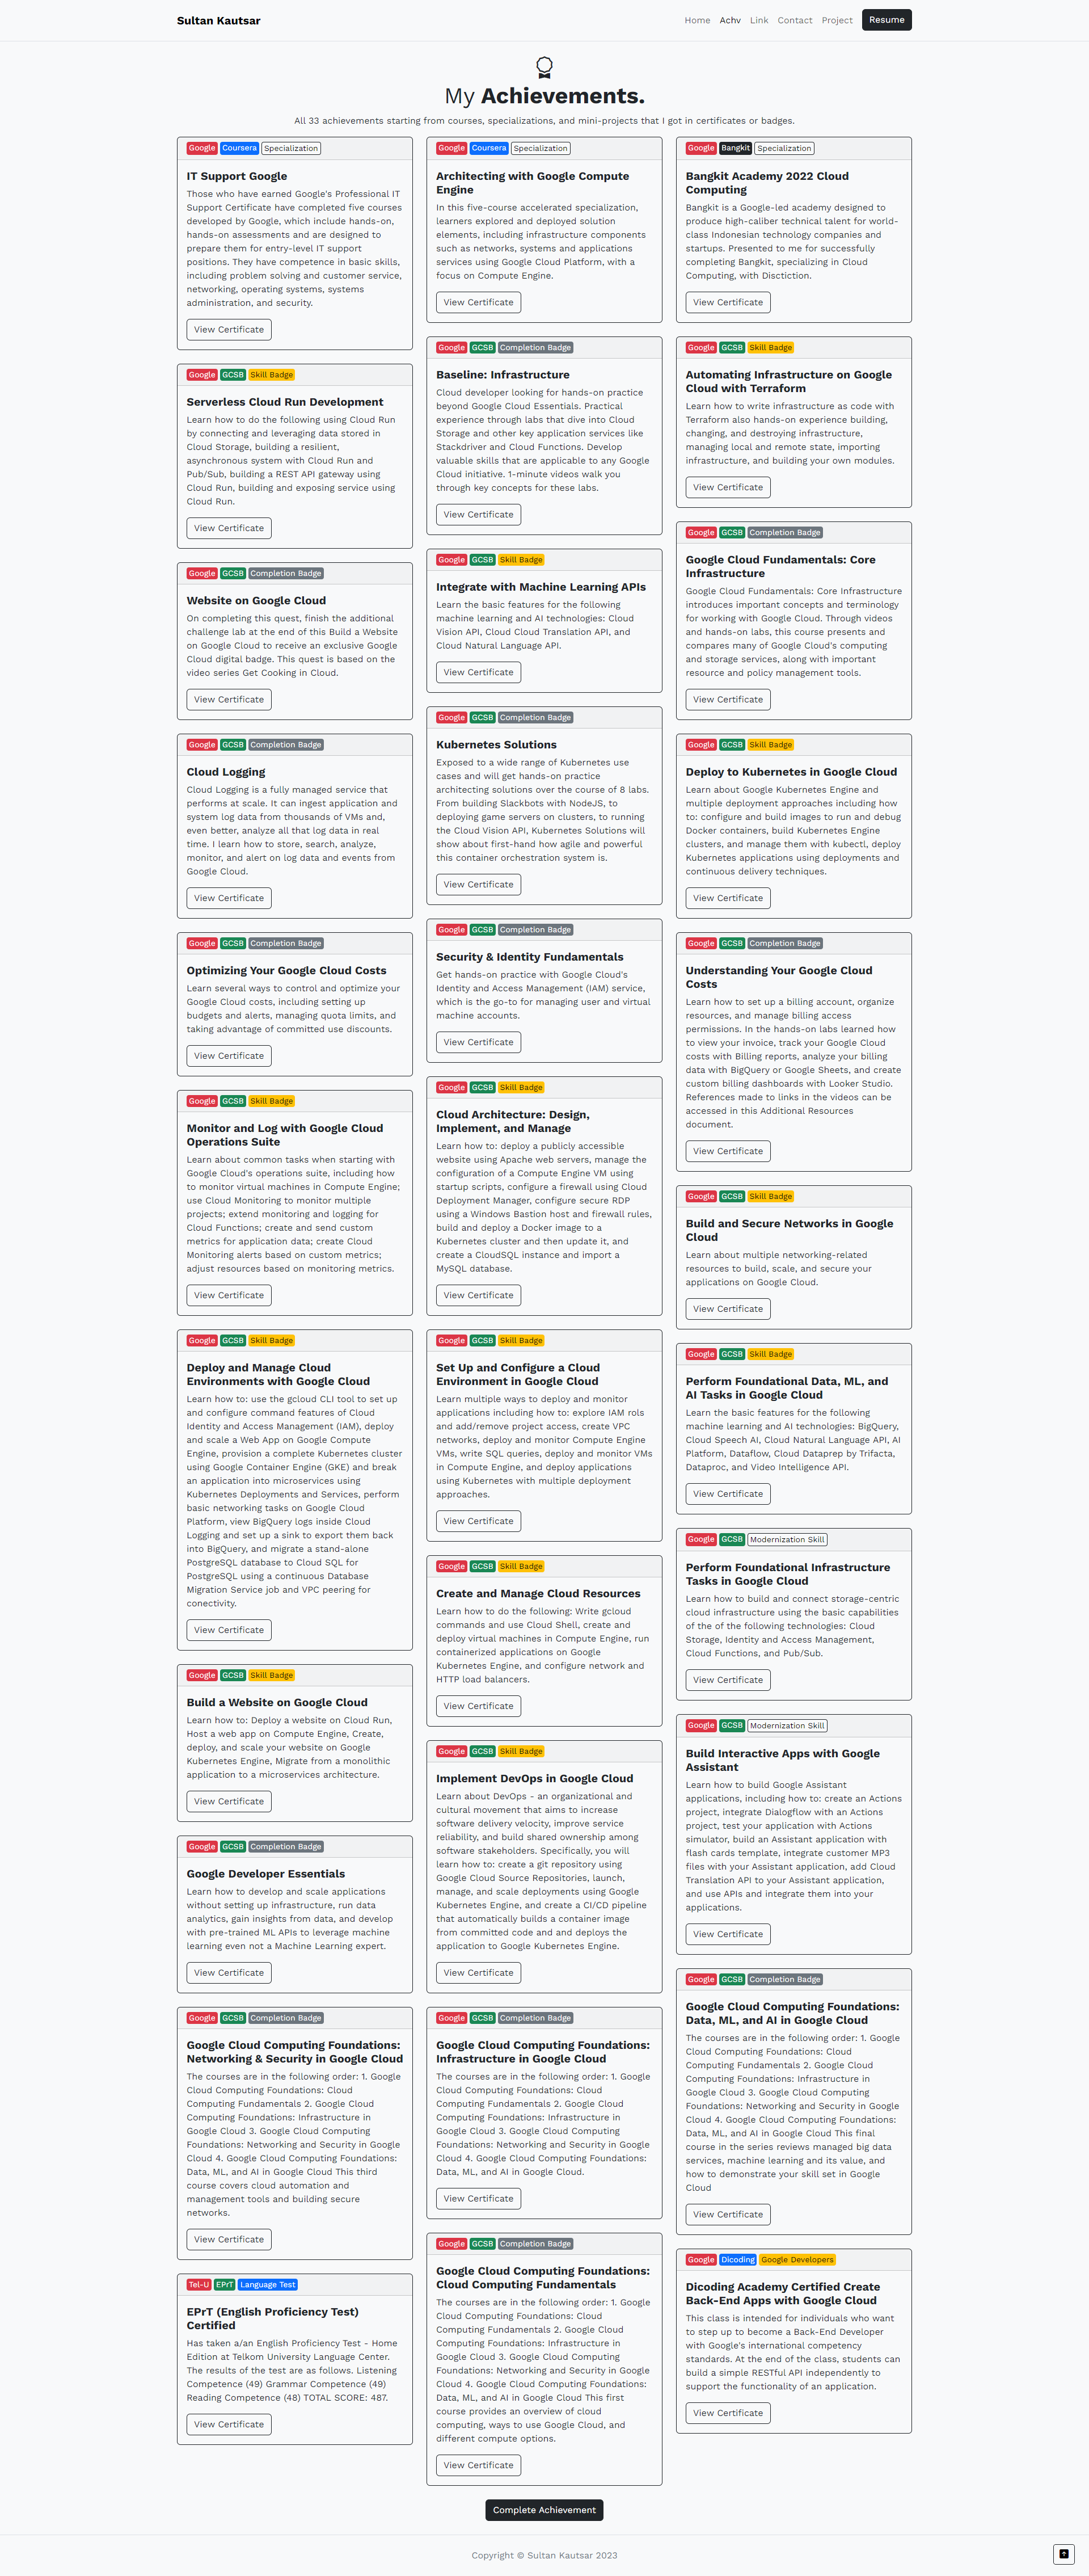 Sultan Kautsar
Home Achv Link Contact Project Resume
My Achievements.
All 33 achievements starting from courses, specializations, and mini-projects that I got in certificates or badges.
Google Coursera Specialization
IT Support Google
Those who have earned Google's Professional IT
Support Certificate have completed five courses
developed by Google, which include hands-on,
hands-on assessments and are designed to
prepare them for entry-level IT support
positions. They have competence in basic skills,
including problem solving and customer service,
networking, operating systems, systems
administration, and security.
View Certificate
Google GCSB Skill Badge
Serverless Cloud Run Development
Learn how to do the following using Cloud Run
by connecting and leveraging data stored in
Cloud Storage, building a resilient,
asynchronous system with Cloud Run and
Pub/Sub, building a REST API gateway using
Cloud Run, building and exposing service using
Cloud Run.
View Certificate
Google GCSB Completion Badge
Website on Google Cloud
On completing this quest, finish the additional
challenge lab at the end of this Build a Website
on Google Cloud to receive an exclusive Google
Cloud digital badge. This quest is based on the
video series Get Cooking in Cloud.
View Certificate
Google GCSB Completion Badge
Cloud Logging
Cloud Logging is a fully managed service that
performs at scale. It can ingest application and
system log data from thousands of VMs and,
even better, analyze all that log data in real
time. I learn how to store, search, analyze,
monitor, and alert on log data and events from
Google Cloud.
View Certificate
Google GCSB Completion Badge
Optimizing Your Google Cloud Costs
Learn several ways to control and optimize your
Google Cloud costs, including setting up
budgets and alerts, managing quota limits, and
taking advantage of committed use discounts.
View Certificate
Google GCSB Skill Badge
Monitor and Log with Google Cloud
Operations Suite
Learn about common tasks when starting with
Google Cloud's operations suite, including how
to monitor virtual machines in Compute Engine;
use Cloud Monitoring to monitor multiple
projects; extend monitoring and logging for
Cloud Functions; create and send custom
metrics for application data; create Cloud
Monitoring alerts based on custom metrics;
adjust resources based on monitoring metrics.
View Certificate
Google GCSB Skill Badge
Deploy and Manage Cloud
Environments with Google Cloud
Learn how to: use the gcloud CLI tool to set up
and configure command features of Cloud
Identity and Access Management (IAM), deploy
and scale a Web App on Google Compute
Engine, provision a complete Kubernetes cluster
using Google Container Engine (GKE) and break
an application into microservices using
Kubernetes Deployments and Services, perform
basic networking tasks on Google Cloud
Platform, view BigQuery logs inside Cloud
Logging and set up a sink to export them back
into BigQuery, and migrate a stand-alone
PostgreSQL database to Cloud SQL for
PostgreSQL using a continuous Database
Migration Service job and VPC peering for
conectivity.
View Certificate
Google GCSB Skill Badge
Build a Website on Google Cloud
Learn how to: Deploy a website on Cloud Run,
Host a web app on Compute Engine, Create,
deploy, and scale your website on Google
Kubernetes Engine, Migrate from a monolithic
application to a microservices architecture.
View Certificate
Google GCSB Completion Badge
Google Developer Essentials
Learn how to develop and scale applications
without setting up infrastructure, run data
analytics, gain insights from data, and develop
with pre-trained ML APIs to leverage machine
learning even not a Machine Learning expert.
View Certificate
Google GCSB Completion Badge
Google Cloud Computing Foundations:
Networking & Security in Google Cloud
The courses are in the following order: 1. Google
Cloud Computing Foundations: Cloud
Computing Fundamentals 2. Google Cloud
Computing Foundations: Infrastructure in
Google Cloud 3. Google Cloud Computing
Foundations: Networking and Security in Google
Cloud 4. Google Cloud Computing Foundations:
Data, ML, and AI in Google Cloud This third
course covers cloud automation and
management tools and building secure
networks.
View Certificate
Tel-U EPrT Language Test
EPrT (English Proficiency Test)
Certified
Has taken a/an English Proficiency Test - Home
Edition at Telkom University Language Center.
The results of the test are as follows. Listening
Competence (49) Grammar Competence (49)
Reading Competence (48) TOTAL SCORE: 487.
View Certificate
Google Coursera Specialization
Architecting with Google Compute
Engine
In this five-course accelerated specialization,
learners explored and deployed solution
elements, including infrastructure components
such as networks, systems and applications
services using Google Cloud Platform, with a
focus on Compute Engine.
View Certificate
Google GCSB Completion Badge
Baseline: Infrastructure
Cloud developer looking for hands-on practice
beyond Google Cloud Essentials. Practical
experience through labs that dive into Cloud
Storage and other key application services like
Stackdriver and Cloud Functions. Develop
valuable skills that are applicable to any Google
Cloud initiative. 1-minute videos walk you
through key concepts for these labs.
View Certificate
Google GCSB Skill Badge
Integrate with Machine Learning APIs
Learn the basic features for the following
machine learning and AI technologies: Cloud
Vision API, Cloud Cloud Translation API, and
Cloud Natural Language API.
View Certificate
Google GCSB Completion Badge
Kubernetes Solutions
Exposed to a wide range of Kubernetes use
cases and will get hands-on practice
architecting solutions over the course of 8 labs.
From building Slackbots with NodeJS, to
deploying game servers on clusters, to running
the Cloud Vision API, Kubernetes Solutions will
show about first-hand how agile and powerful
this container orchestration system is.
View Certificate
Google GCSB Completion Badge
Security & Identity Fundamentals
Get hands-on practice with Google Cloud's
Identity and Access Management (IAM) service,
which is the go-to for managing user and virtual
machine accounts.
View Certificate
Google GCSB Skill Badge
Cloud Architecture: Design,
Implement, and Manage
Learn how to: deploy a publicly accessible
website using Apache web servers, manage the
configuration of a Compute Engine VM using
startup scripts, configure a firewall using Cloud
Deployment Manager, configure secure RDP
using a Windows Bastion host and firewall rules,
build and deploy a Docker image to a
Kubernetes cluster and then update it, and
create a CloudSQL instance and import a
MySQL database.
View Certificate
Google GCSB Skill Badge
Set Up and Configure a Cloud
Environment in Google Cloud
Learn multiple ways to deploy and monitor
applications including how to: explore IAM rols
and add/remove project access, create VPC
networks, deploy and monitor Compute Engine
VMs, write SQL queries, deploy and monitor VMs
in Compute Engine, and deploy applications
using Kubernetes with multiple deployment
approaches.
View Certificate
Google GCSB Skill Badge
Create and Manage Cloud Resources
Learn how to do the following: Write gcloud
commands and use Cloud Shell, create and
deploy virtual machines in Compute Engine, run
containerized applications on Google
Kubernetes Engine, and configure network and
HTTP load balancers.
View Certificate
Google GCSB Skill Badge
Implement DevOps in Google Cloud
Learn about DevOps - an organizational and
cultural movement that aims to increase
software delivery velocity, improve service
reliability, and build shared ownership among
software stakeholders. Specifically, you will
learn how to: create a git repository using
Google Cloud Source Repositories, launch,
manage, and scale deployments using Google
Kubernetes Engine, and create a CI/CD pipeline
that automatically builds a container image
from committed code and and deploys the
application to Google Kubernetes Engine.
View Certificate
Google GCSB Completion Badge
Google Cloud Computing Foundations:
Infrastructure in Google Cloud
The courses are in the following order: 1. Google
Cloud Computing Foundations: Cloud
Computing Fundamentals 2. Google Cloud
Computing Foundations: Infrastructure in
Google Cloud 3. Google Cloud Computing
Foundations: Networking and Security in Google
Cloud 4. Google Cloud Computing Foundations:
Data, ML, and AI in Google Cloud.
View Certificate
Google GCSB Completion Badge
Google Cloud Computing Foundations:
Cloud Computing Fundamentals
The courses are in the following order: 1. Google
Cloud Computing Foundations: Cloud
Computing Fundamentals 2. Google Cloud
Computing Foundations: Infrastructure in
Google Cloud 3. Google Cloud Computing
Foundations: Networking and Security in Google
Cloud 4. Google Cloud Computing Foundations:
Data, ML, and AI in Google Cloud This first
course provides an overview of cloud
computing, ways to use Google Cloud, and
different compute options.
View Certificate
Google Bangkit Specialization
Bangkit Academy 2022 Cloud
Computing
Bangkit is a Google-led academy designed to
produce high-caliber technical talent for world-
class Indonesian technology companies and
startups. Presented to me for successfully
completing Bangkit, specializing in Cloud
Computing, with Disctiction.
View Certificate
Google GCSB Skill Badge
Automating Infrastructure on Google
Cloud with Terraform
Learn how to write infrastructure as code with
Terraform also hands-on experience building,
changing, and destroying infrastructure,
managing local and remote state, importing
infrastructure, and building your own modules.
View Certificate
Google GCSB Completion Badge
Google Cloud Fundamentals: Core
Infrastructure
Google Cloud Fundamentals: Core Infrastructure
introduces important concepts and terminology
for working with Google Cloud. Through videos
and hands-on labs, this course presents and
compares many of Google Cloud's computing
and storage services, along with important
resource and policy management tools.
View Certificate
Google GCSB Skill Badge
Deploy to Kubernetes in Google Cloud
Learn about Google Kubernetes Engine and
multiple deployment approaches including how
to: configure and build images to run and debug
Docker containers, build Kubernetes Engine
clusters, and manage them with kubectl, deploy
Kubernetes applications using deployments and
continuous delivery techniques.
View Certificate
Google GCSB Completion Badge
Understanding Your Google Cloud
Costs
Learn how to set up a billing account, organize
resources, and manage billing access
permissions. In the hands-on labs learned how
to view your invoice, track your Google Cloud
costs with Billing reports, analyze your billing
data with BigQuery or Google Sheets, and create
custom billing dashboards with Looker Studio.
References made to links in the videos can be
accessed in this Additional Resources
document.
View Certificate
Google GCSB Skill Badge
Build and Secure Networks in Google
Cloud
Learn about multiple networking-related
resources to build, scale, and secure your
applications on Google Cloud.
View Certificate
Google GCSB Skill Badge
Perform Foundational Data, ML, and
AI Tasks in Google Cloud
Learn the basic features for the following
machine learning and AI technologies: BigQuery,
Cloud Speech AI, Cloud Natural Language API, AI
Platform, Dataflow, Cloud Dataprep by Trifacta,
Dataproc, and Video Intelligence API.
View Certificate
Google GCSB Modernization Skill
Perform Foundational Infrastructure
Tasks in Google Cloud
Learn how to build and connect storage-centric
cloud infrastructure using the basic capabilities
of the of the following technologies: Cloud
Storage, Identity and Access Management,
Cloud Functions, and Pub/Sub.
View Certificate
Google GCSB Modernization Skill
Build Interactive Apps with Google
Assistant
Learn how to build Google Assistant
applications, including how to: create an Actions
project, integrate Dialogflow with an Actions
project, test your application with Actions
simulator, build an Assistant application with
flash cards template, integrate customer MP3
files with your Assistant application, add Cloud
Translation API to your Assistant application,
and use APIs and integrate them into your
applications.
View Certificate
Google GCSB Completion Badge
Google Cloud Computing Foundations:
Data, ML, and AI in Google Cloud
The courses are in the following order: 1. Google
Cloud Computing Foundations: Cloud
Computing Fundamentals 2. Google Cloud
Computing Foundations: Infrastructure in
Google Cloud 3. Google Cloud Computing
Foundations: Networking and Security in Google
Cloud 4. Google Cloud Computing Foundations:
Data, ML, and AI in Google Cloud This final
course in the series reviews managed big data
services, machine learning and its value, and
how to demonstrate your skill set in Google
Cloud
View Certificate
Google Dicoding Google Developers
Dicoding Academy Certified Create
Back-End Apps with Google Cloud
This class is intended for individuals who want
to step up to become a Back-End Developer
with Google's international competency
standards. At the end of the class, students can
build a simple RESTful API independently to
support the functionality of an application.
View Certificate
Complete Achievement
Copyright © Sultan Kautsar 2023